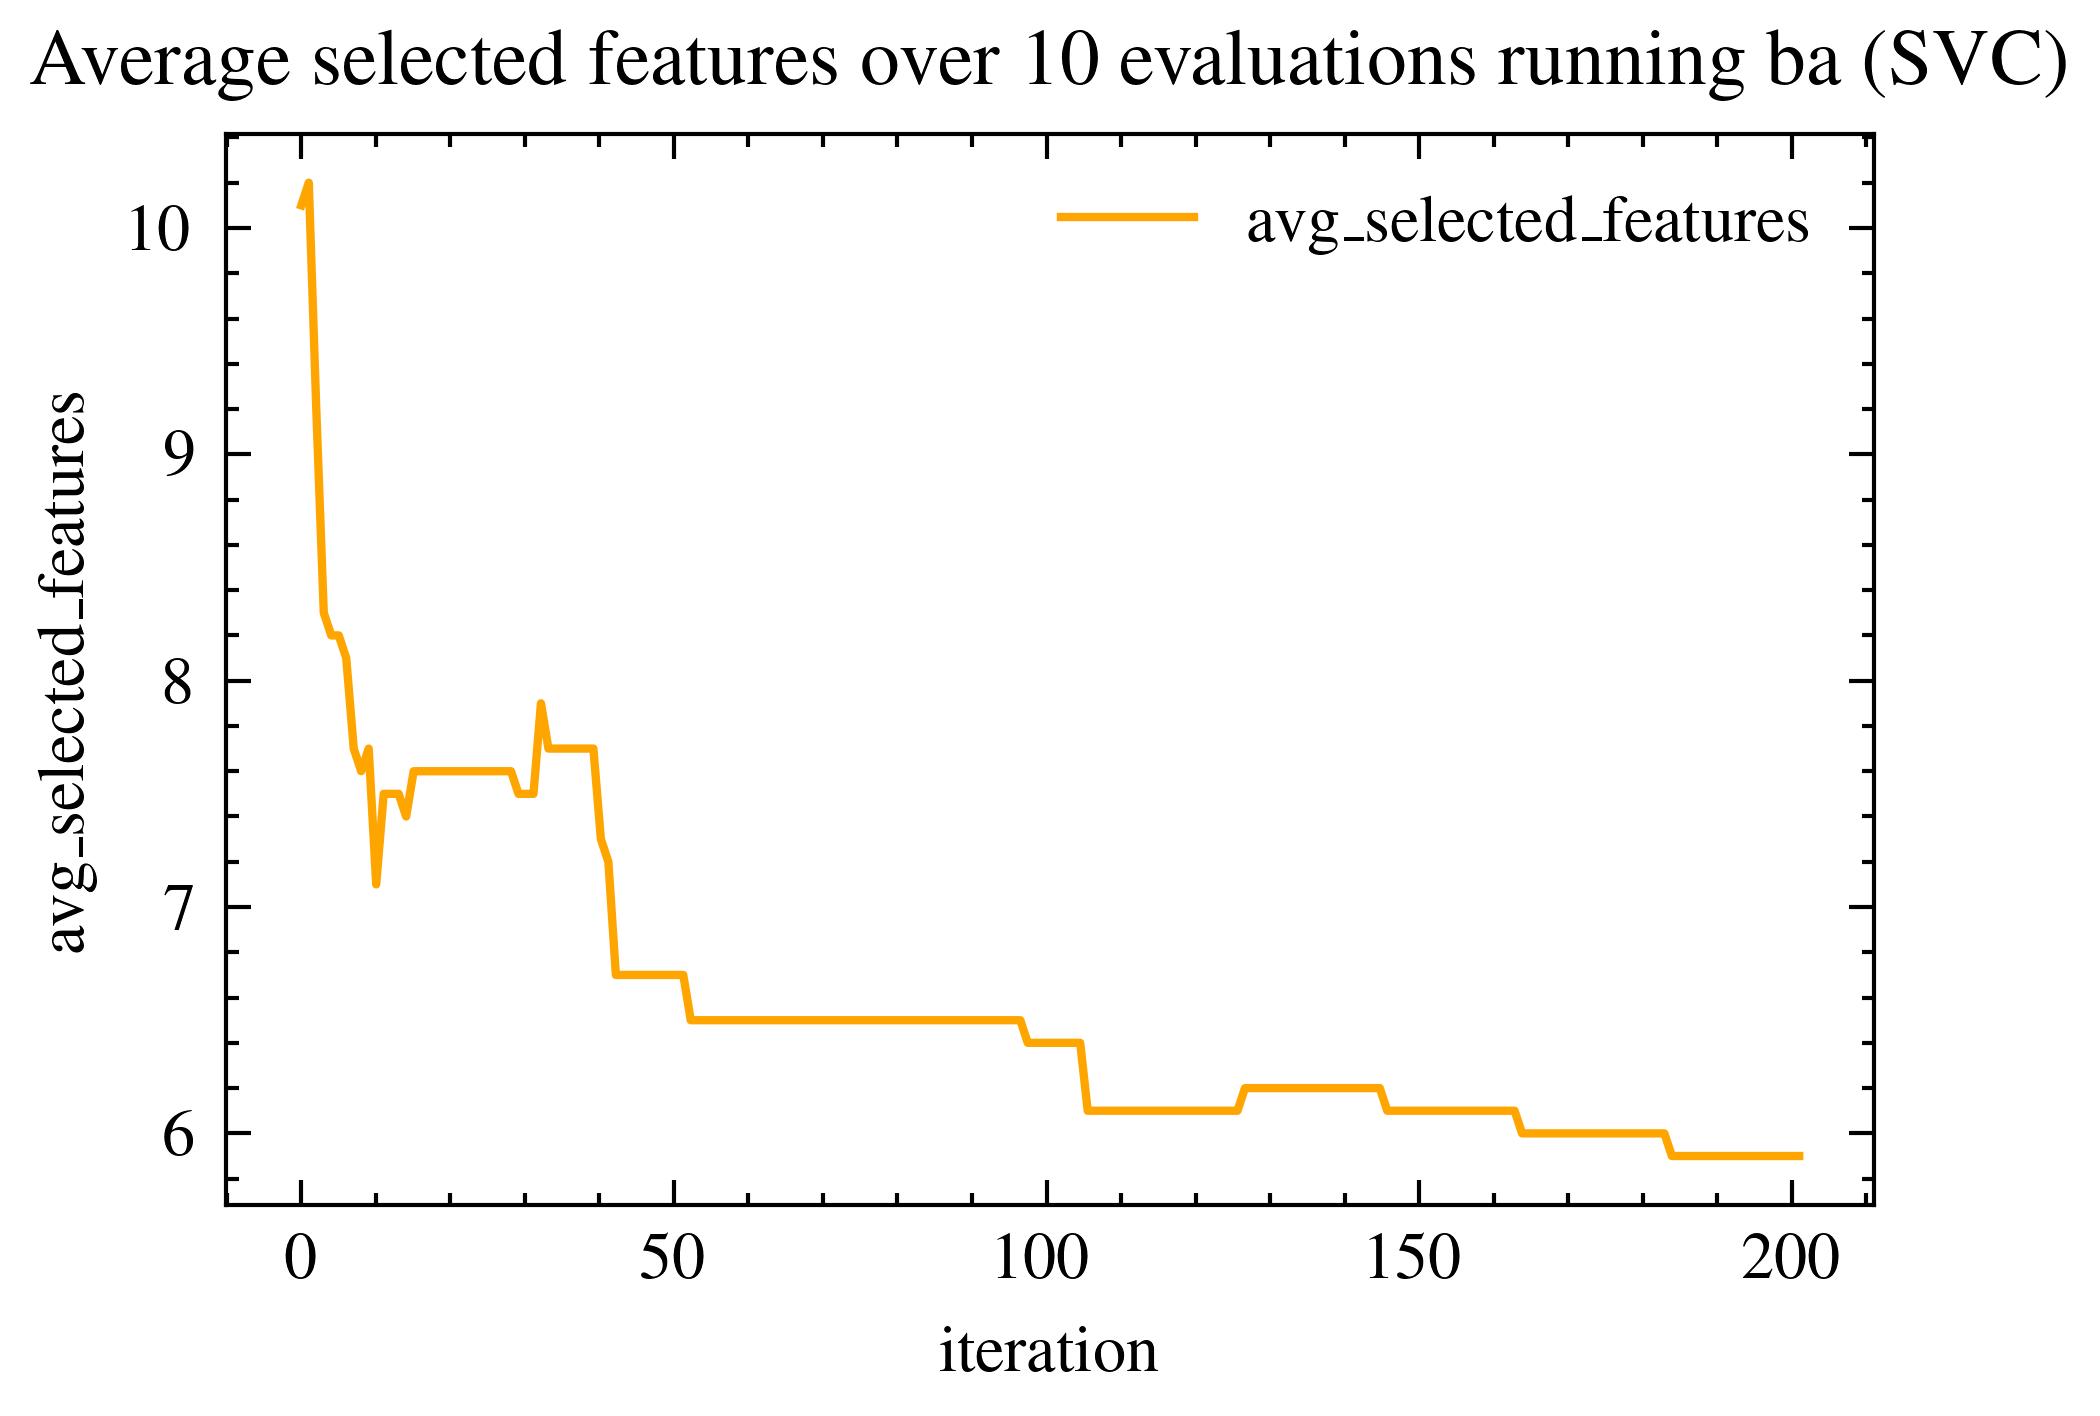 Average selected features over 10 evaluations running ba (SVC)
avg_selected_features
10
9
8
7
6
avg_selected_features
0 50 100 150 200
iteration